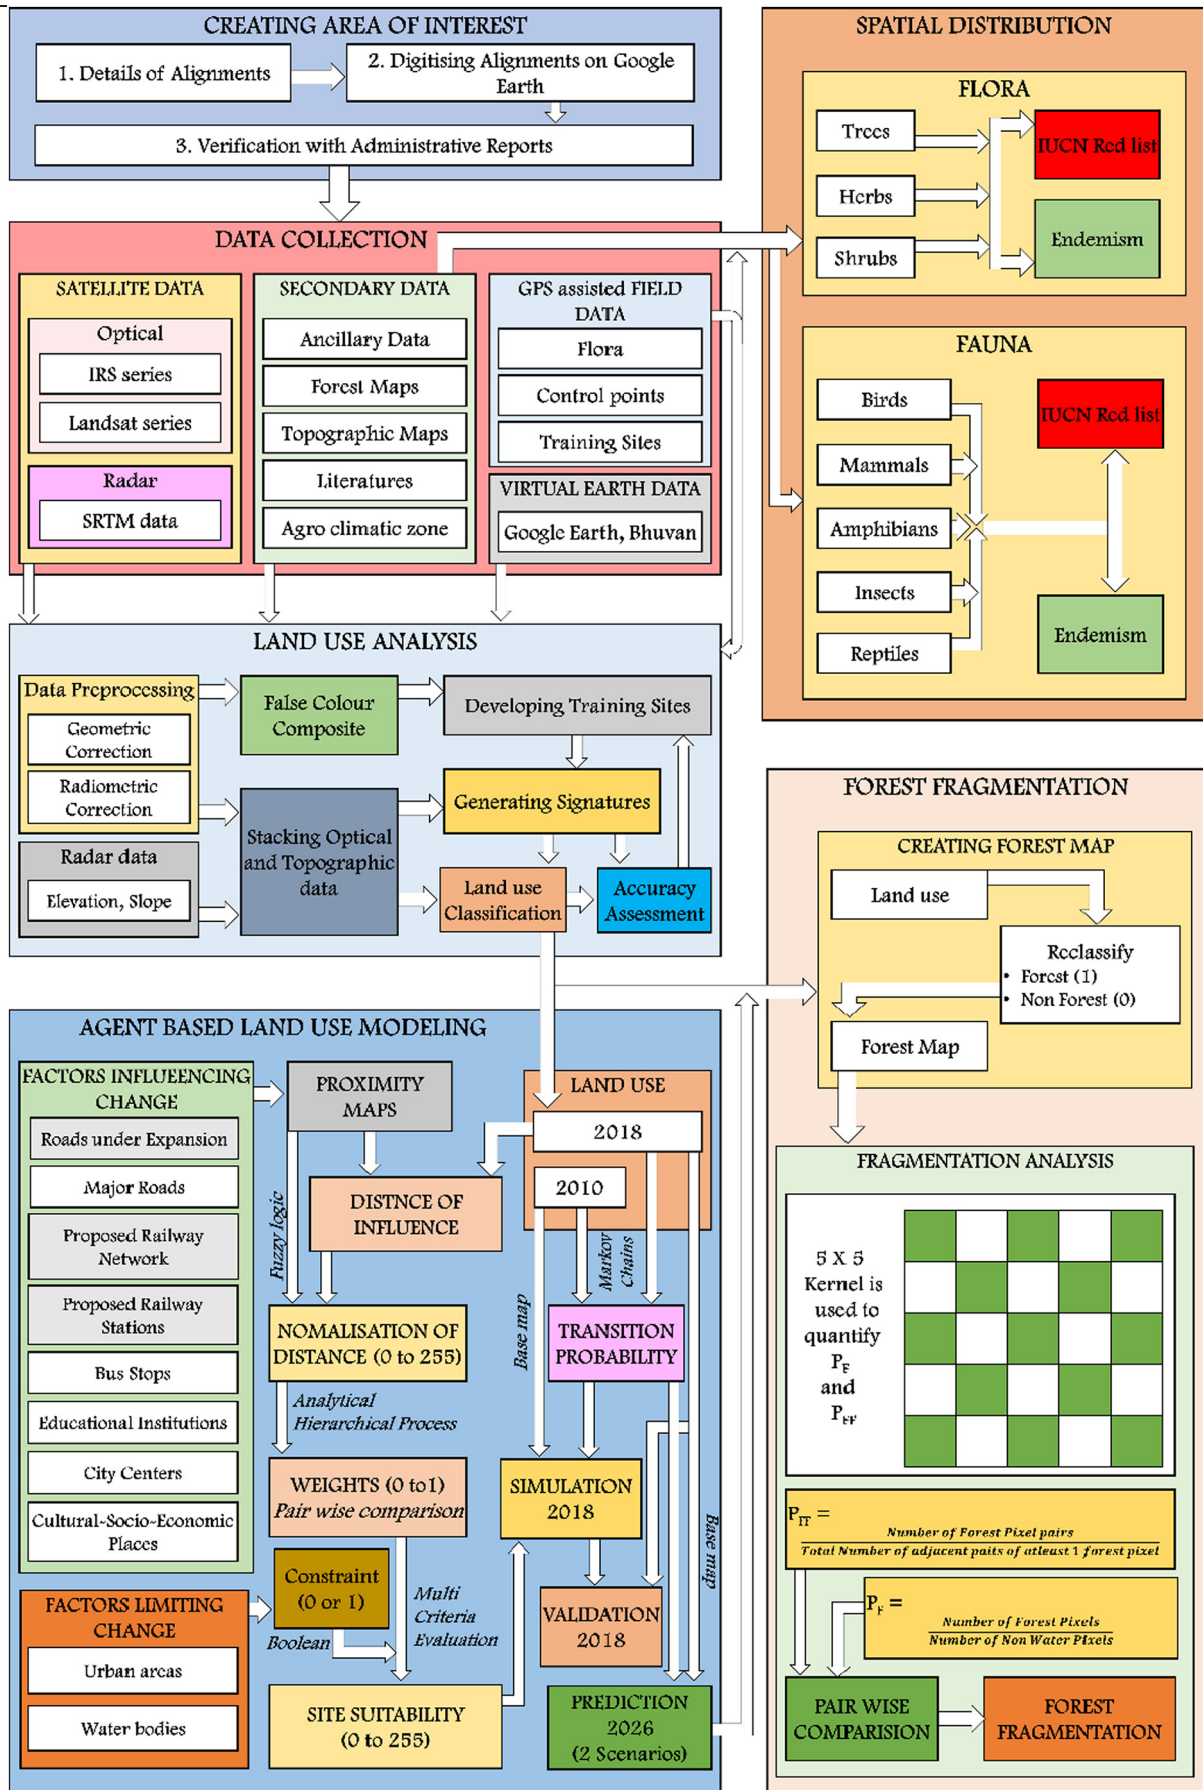 CREATING AREA OF INTEREST
1. Details of Alignments
2. Digitising Alignments on Google
Earth
3. Verification with Administrative Reports
DATA COLLECTION
SATELLITE DATA
Optical
IRS series
Landsat series
Radar
SRTM data
SECONDARY DATA
Ancillary Data
Forest Maps
Topographic Maps
Literatures
Agro climatic zone
GPS assisted FIELD
DATA
Flora
Control points
Training Sites
VIRTUAL EARTH DATA
Google Earth, Bhuvan
SPATIAL DISTRIBUTION
FLORA
Trees
Herbs
Shrubs
IUCN Red list
Endemism
FAUNA
Birds
Mammals
Amphibians
Insects
Reptiles
IUCN Red list
Endemism
LAND USE ANALYSIS
Data Preprocessing
Geometric
Correction
Radiometric
Correction
Radar data
Elevation, Slope
False Colour
Composite
Stacking Optical
and Topographic
data
Developing Training Sites
Generating Signatures
Land use
Classification
Accuracy
Assessment
FOREST FRAGMENTATION
CREATING FOREST MAP
Land use
Reclassify
• Forest (1)
• Non Forest (0)
Forest Map
FRAGMENTATION ANALYSIS
5 X 5
Kernel is
used to
quantify
P_F
and
P_FF
P_FF =
Number of Forest Pixel pairs
Total Number of adjacent pairs of atleast 1 forest pixel
P_F =
Number of Forest Pixels
Number of Non Water Pixels
PAIR WISE
COMPARISION
FOREST
FRAGMENTATION
AGENT BASED LAND USE MODELING
FACTORS INFLUEENCING
CHANGE
Roads under Expansion
Major Roads
Proposed Railway
Network
Proposed Railway
Stations
Bus Stops
Educational Institutions
City Centers
Cultural-Socio-Economic
Places
FACTORS LIMITING
CHANGE
Urban areas
Water bodies
PROXIMITY
MAPS
DISTNCE OF
INFLUENCE
Fuzzy logic
NOMALISATION OF
DISTANCE (0 to 255)
Analytical
Hierarchical Process
WEIGHTS (0 to1)
Pair wise comparison
Constraint
(0 or 1)
Boolean
Multi
Criteria
Evaluation
SITE SUITABILITY
(0 to 255)
LAND USE
2018
2010
Markov
Chains
Base map
TRANSITION
PROBABILITY
SIMULATION
2018
VALIDATION
2018
Base map
PREDICTION
2026
(2 Scenarios)